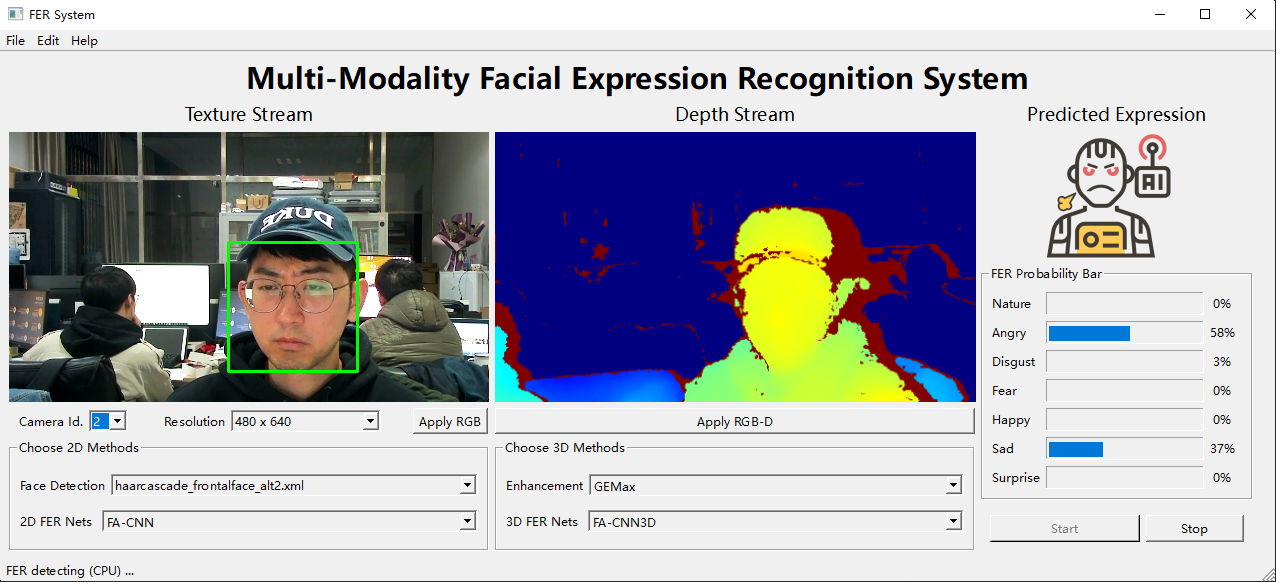 FER System
File Edit Help
Multi-Modality Facial Expression Recognition System
Texture Stream
Depth Stream
Predicted Expression
DUKE
AI
FER Probability Bar
Nature 0%
Angry 58%
Disgust 3%
Fear 0%
Happy 0%
Sad 37%
Surprise 0%
Camera Id. 2 Resolution 480 x 640 Apply RGB
Apply RGB-D
Choose 2D Methods
Face Detection haarcascade_frontalface_alt2.xml
2D FER Nets FA-CNN
Choose 3D Methods
Enhancement GEMax
3D FER Nets FA-CNN3D
Start Stop
FER detecting (CPU) ...